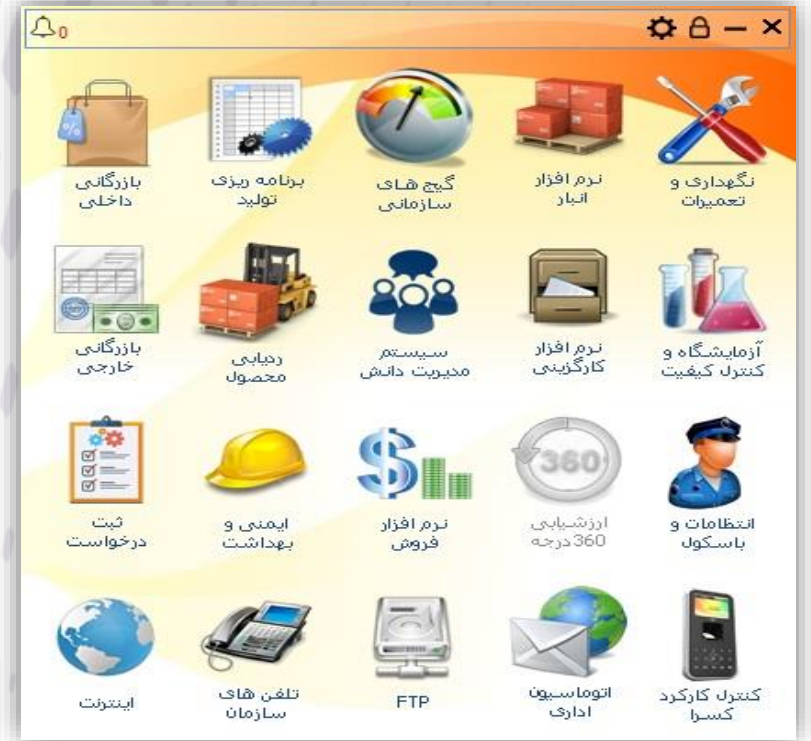 0
نگهداری و
تعمیرات
نرم افزار
انبار
گیج های
سازمانی
برنامه ریزی
تولید
%
بازرگانی
داخلی
آزمایشگاه و
کنترل کیفیت
نرم افزار
کارگزینی
سیستم
مدیریت دانش
ردیابی
محصول
بازرگانی
خارجی
انتظامات و
باسکول
360
ارزشیابی
360 درجه
$
نرم افزار
فروش
ایمنی و
بهداشت
ثبت
درخواست
کنترل کارکرد
کسرا
اتوماسیون
اداری
FTP
تلفن های
سازمان
اینترنت